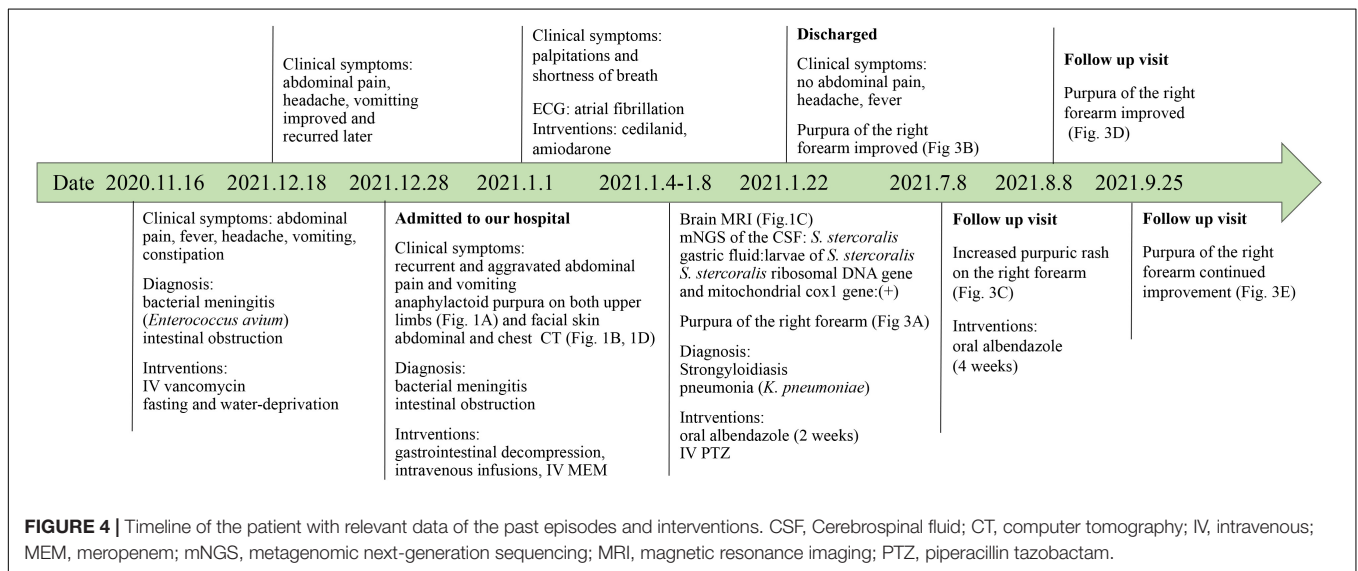 Clinical symptoms:
abdominal pain,
headache, vomitting
improved and
recurred later
Clinical symptoms:
palpitations and
shortness of breath
ECG: atrial fibrillation
Intrventions: cedilanid,
amiodarone
Discharged
Clinical symptoms:
no abdominal pain,
headache, fever
Purpura of the right
forearm improved (Fig 3B)
Follow up visit
Purpura of the right
forearm improved
(Fig. 3D)
Date 2020.11.16 2021.12.18 2021.12.28 2021.1.1 2021.1.4-1.8 2021.1.22 2021.7.8 2021.8.8 2021.9.25
Clinical symptoms: abdominal
pain, fever, headache, vomiting,
constipation
Diagnosis:
bacterial meningitis
(Enterococcus avium)
intestinal obstruction
Intrventions:
IV vancomycin
fasting and water-deprivation
Admitted to our hospital
Clinical symptoms:
recurrent and aggravated abdominal
pain and vomiting
anaphylactoid purpura on both upper
limbs (Fig. 1A) and facial skin
abdominal and chest CT (Fig. 1B, 1D)
Diagnosis:
bacterial meningitis
intestinal obstruction
Intrventions:
gastrointestinal decompression,
intravenous infusions, IV MEM
Brain MRI (Fig.1C)
mNGS of the CSF: S. stercoralis
gastric fluid:larvae of S. stercoralis
S. stercoralis ribosomal DNA gene
and mitochondrial cox1 gene:(+)
Purpura of the right forearm (Fig 3A)
Diagnosis:
Strongyloidiasis
pneumonia (K. pneumoniae)
Intrventions:
oral albendazole (2 weeks)
IV PTZ
Follow up visit
Increased purpuric rash
on the right forearm
(Fig. 3C)
Intrventions:
oral albendazole
(4 weeks)
Follow up visit
Purpura of the right
forearm continued
improvement (Fig. 3E)
FIGURE 4 | Timeline of the patient with relevant data of the past episodes and interventions. CSF, Cerebrospinal fluid; CT, computer tomography; IV, intravenous;
MEM, meropenem; mNGS, metagenomic next-generation sequencing; MRI, magnetic resonance imaging; PTZ, piperacillin tazobactam.